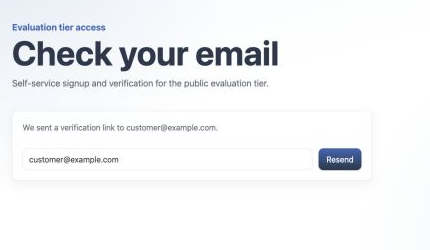 Evaluation tier access
Check your email
Self-service signup and verification for the public evaluation tier.
We sent a verification link to customer@example.com.
customer@example.com
Resend